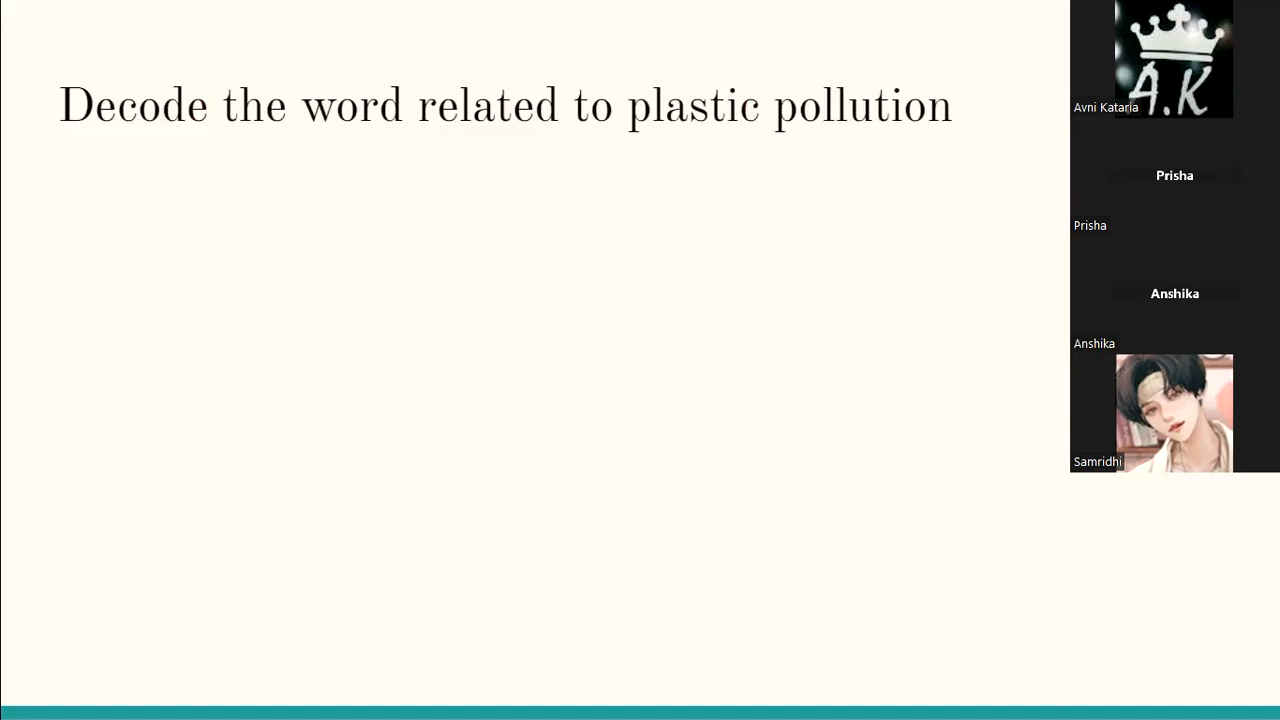 Decode the word related to plastic pollution
A.K
Avni Kataria
Prisha
Prisha
Anshika
Anshika
Samridhi